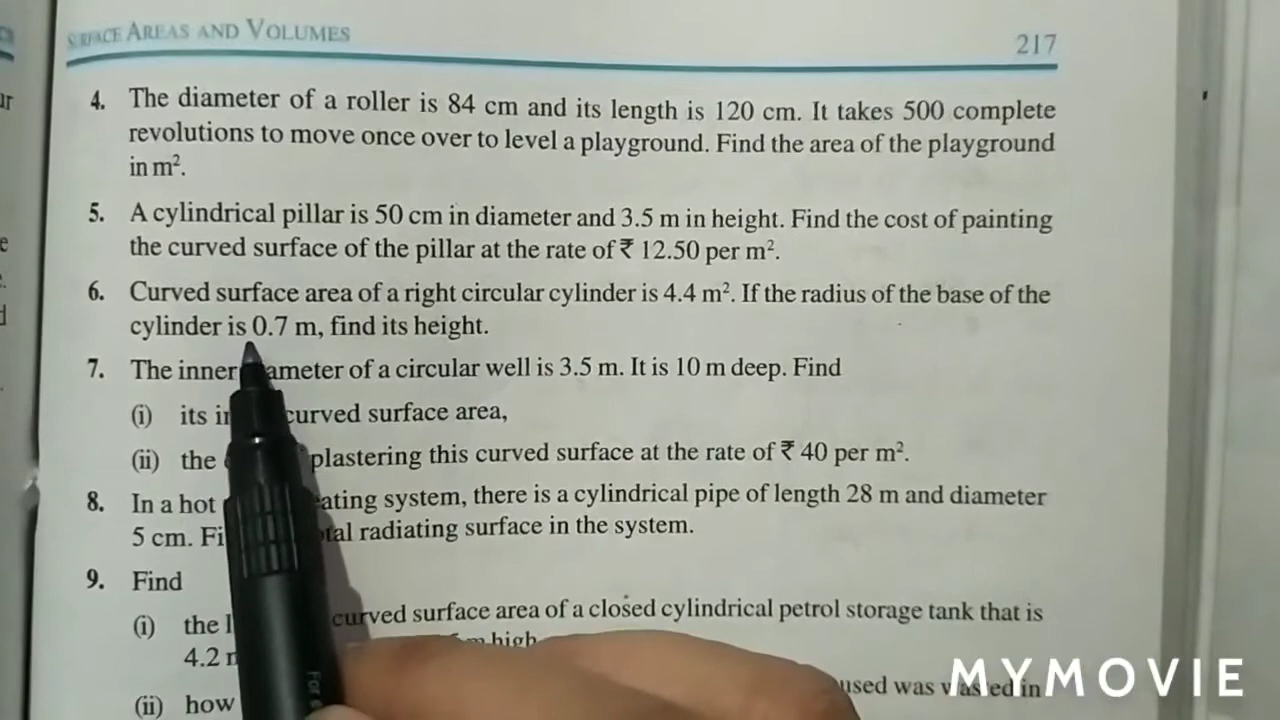 SURFACE AREAS AND VOLUMES
217
4. The diameter of a roller is 84 cm and its length is 120 cm. It takes 500 complete
revolutions to move once over to level a playground. Find the area of the playground
in m².
5. A cylindrical pillar is 50 cm in diameter and 3.5 m in height. Find the cost of painting
the curved surface of the pillar at the rate of ₹ 12.50 per m².
6. Curved surface area of a right circular cylinder is 4.4 m². If the radius of the base of the
cylinder is 0.7 m, find its height.
7. The inner ameter of a circular well is 3.5 m. It is 10 m deep. Find
(i) its curved surface area,
(ii) the plastering this curved surface at the rate of ₹ 40 per m².
8. In a hot ating system, there is a cylindrical pipe of length 28 m and diameter
5 cm. Fi tal radiating surface in the system.
9. Find
(i) the l curved surface area of a closed cylindrical petrol storage tank that is
4.2 m high
(ii) how used was wasted in
MYMOVIE
For